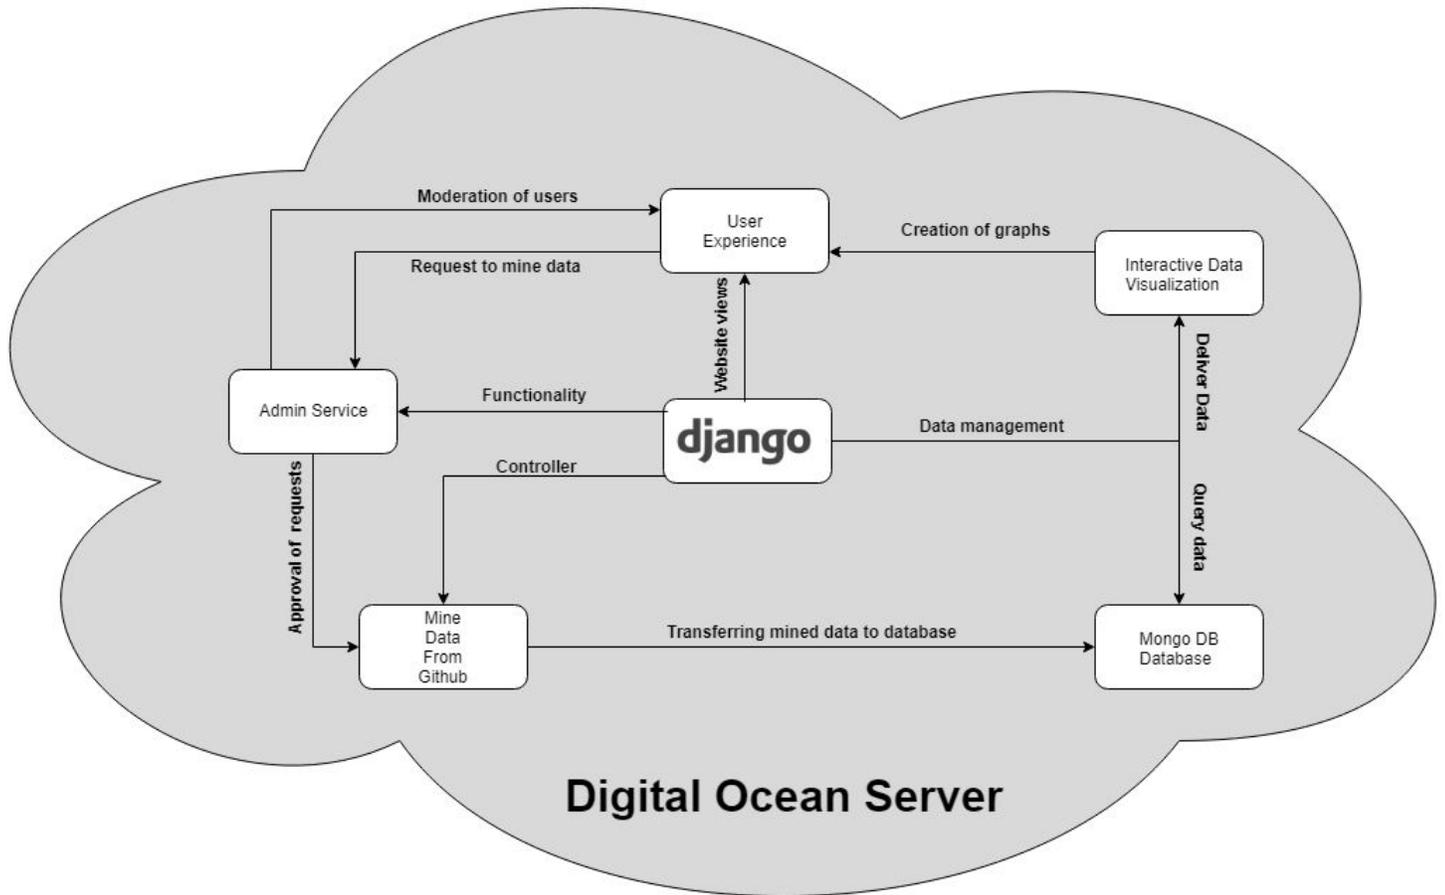 Moderation of users
User
Experience
Creation of graphs
Request to mine data
Interactive Data
Visualization
Website views
Deliver Data
Admin Service
Functionality
django
Data management
Controller
Approval of requests
Query data
Mine
Data
From
Github
Transferring mined data to database
Mongo DB
Database
Digital Ocean Server